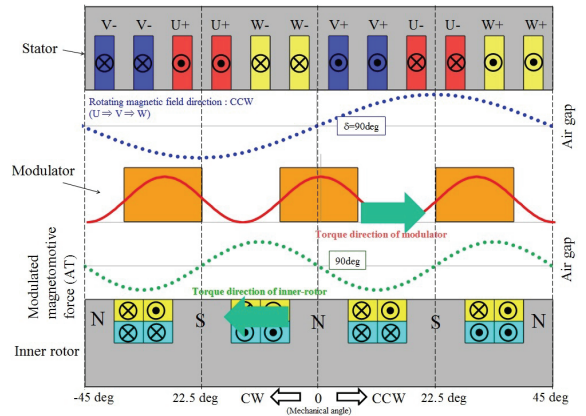 V- V- U+ U+ W- W- V+ V+ U- U- W+ W+
Stator
Rotating magnetic field direction : CCW
(U⇒V⇒W)
δ=90deg
Air gap
Modulator
Torque direction of modulator
Modulated
magnetomotive
force (AT)
90deg
Air gap
Torque direction of inner-rotor
N S N S N
Inner rotor
-45 deg 22.5 deg CW 0 CCW 22.5 deg 45 deg
(Mechanical angle)